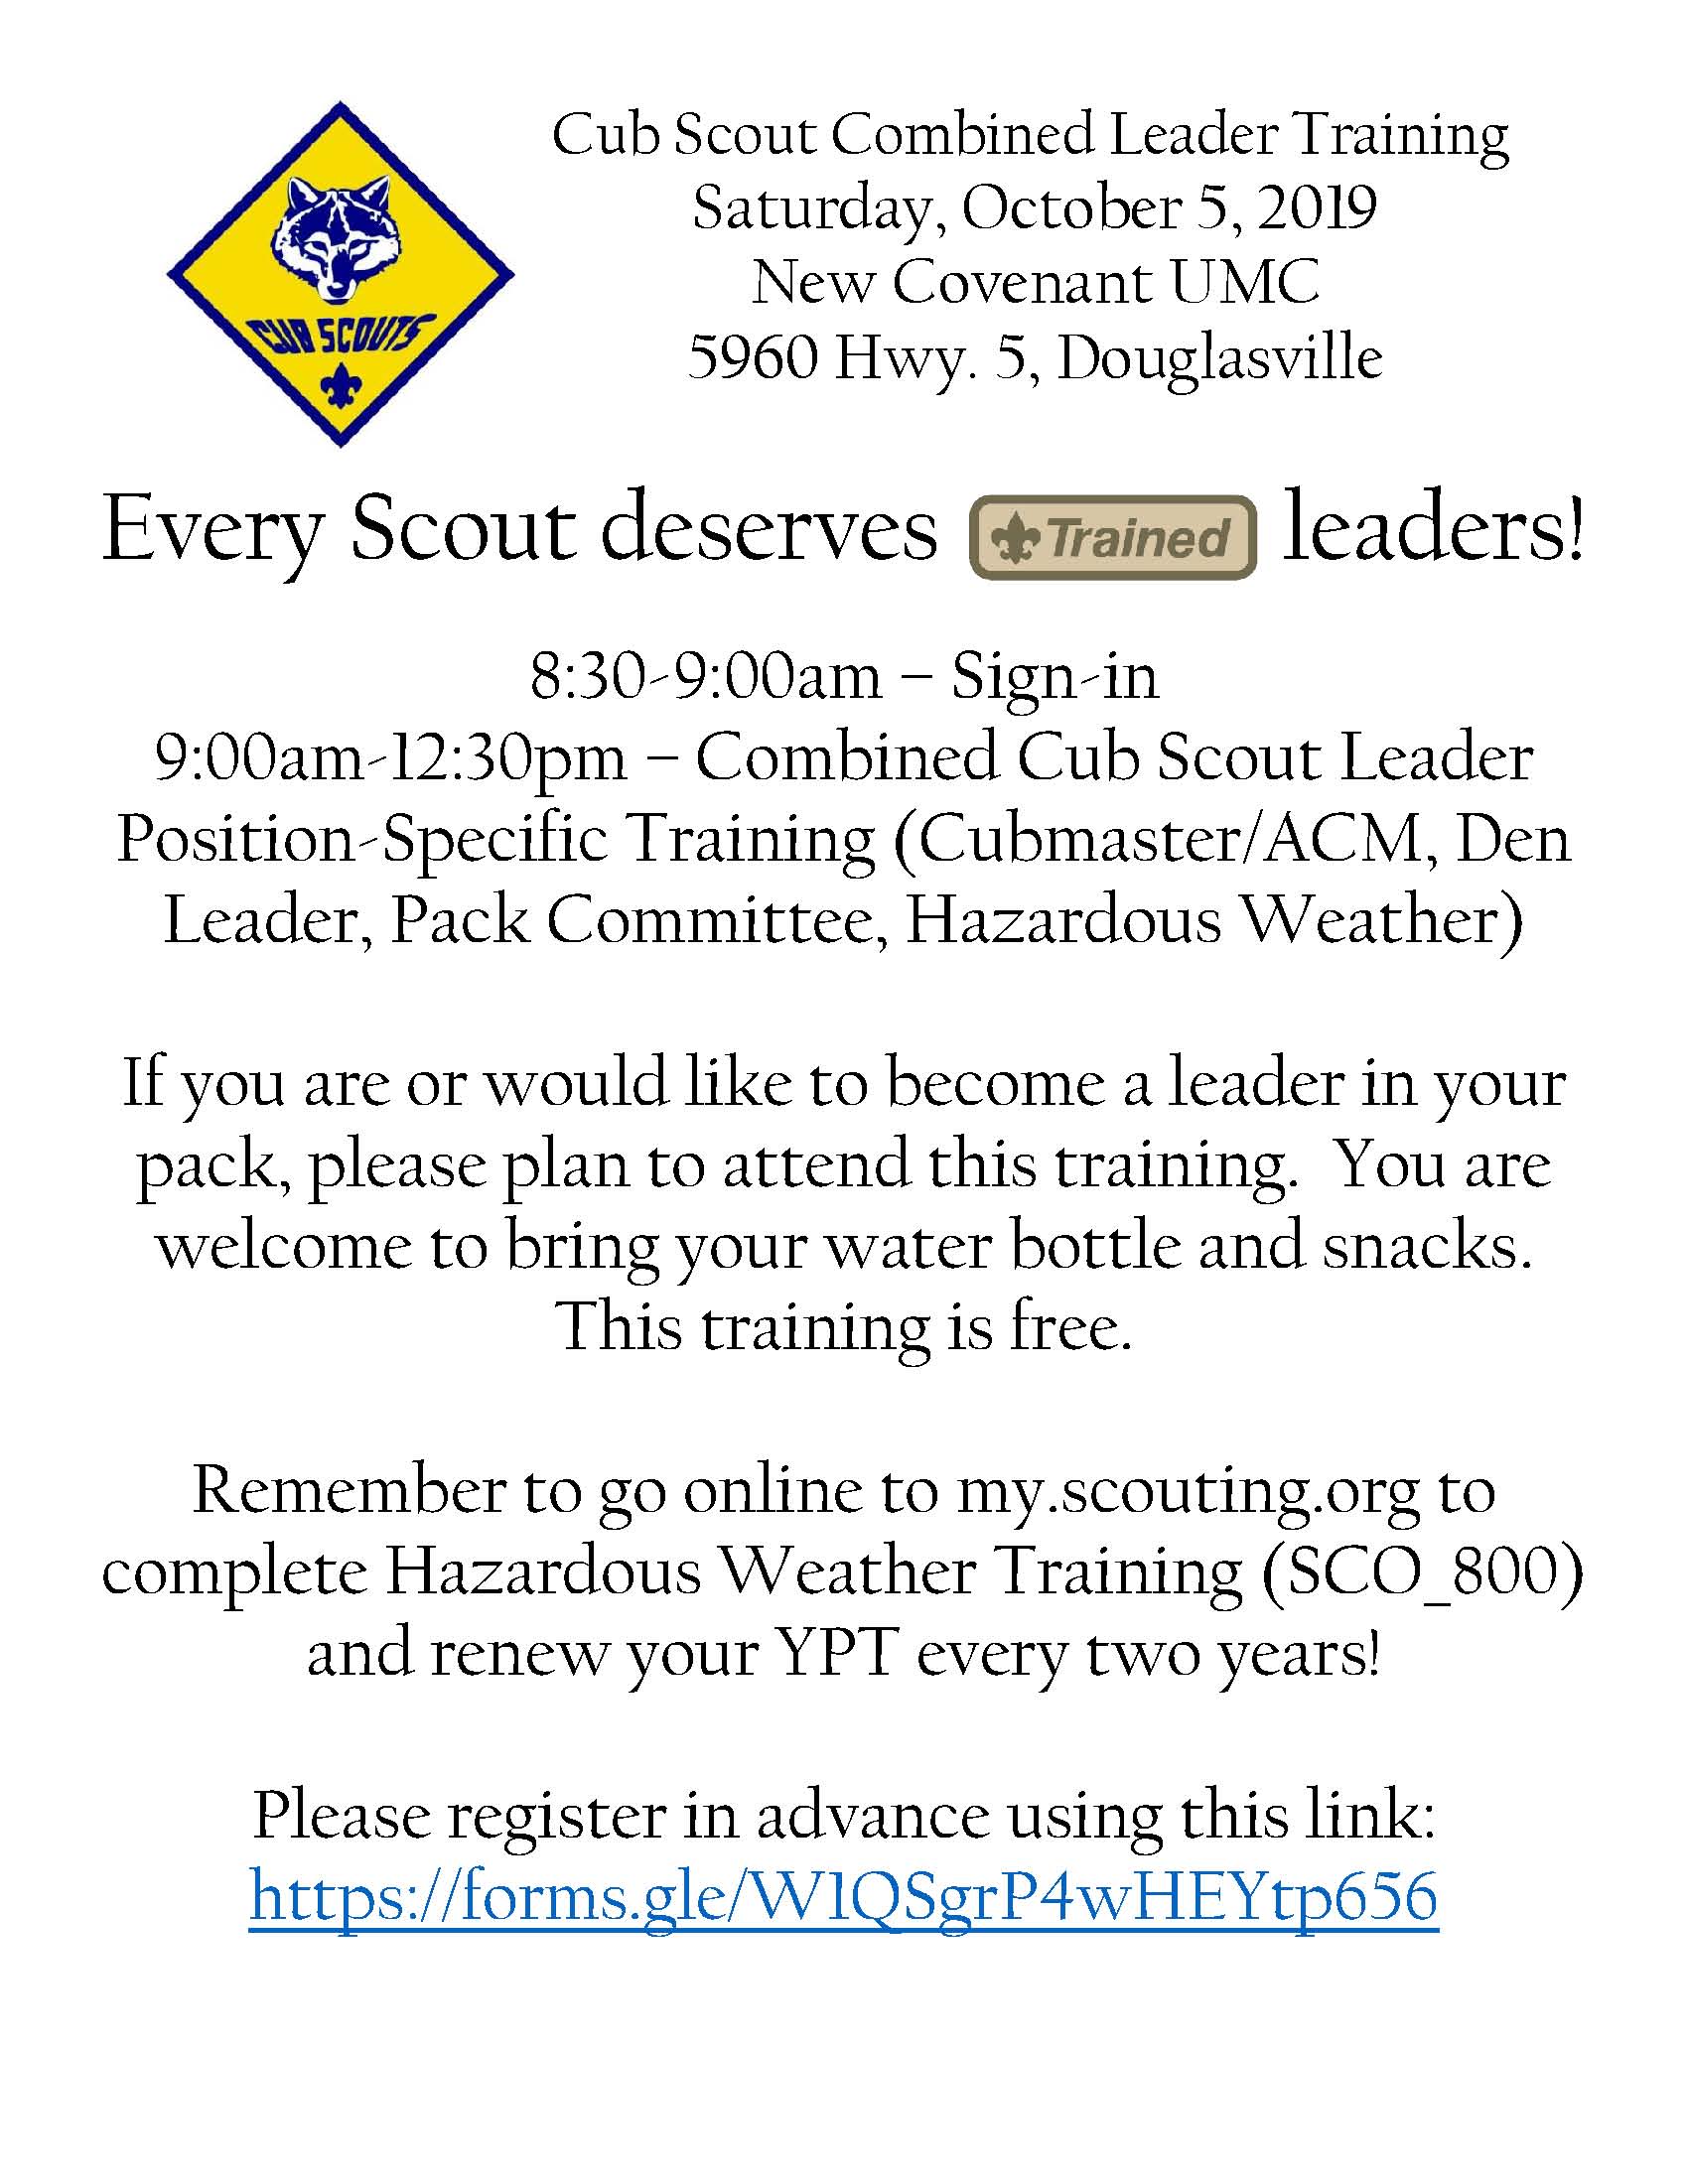 Cub Scout Combined Leader Training
Saturday, October 5, 2019
New Covenant UMC
5960 Hwy. 5, Douglasville
CUB SCOUTS
Every Scout deserves Trained leaders!
8:30-9:00am – Sign-in
9:00am-12:30pm – Combined Cub Scout Leader
Position-Specific Training (Cubmaster/ACM, Den
Leader, Pack Committee, Hazardous Weather)
If you are or would like to become a leader in your
pack, please plan to attend this training.  You are
welcome to bring your water bottle and snacks.
This training is free.
Remember to go online to my.scouting.org to
complete Hazardous Weather Training (SCO_800)
and renew your YPT every two years!
Please register in advance using this link:
https://forms.gle/W1QSgrP4wHEYtp656